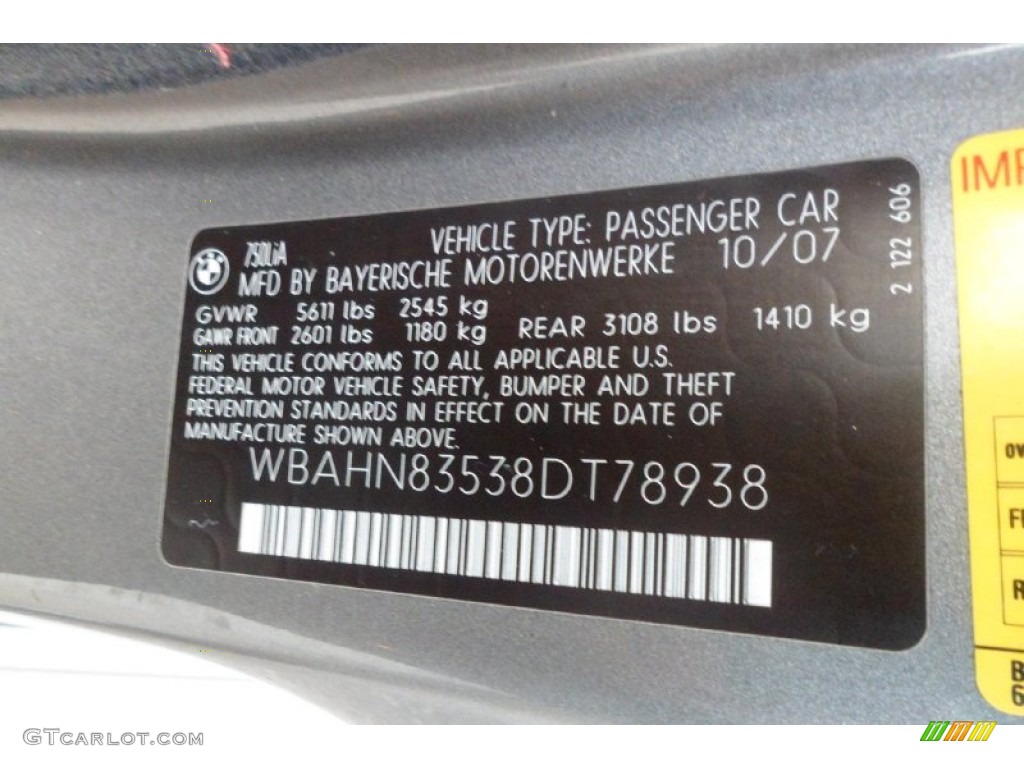 750LiA VEHICLE TYPE: PASSENGER CAR
MFD BY BAYERISCHE MOTORENWERKE 10/07
GVWR 5611 lbs 2545 kg
GAWR FRONT 2601 lbs 1180 kg REAR 3108 lbs 1410 kg
THIS VEHICLE CONFORMS TO ALL APPLICABLE U.S.
FEDERAL MOTOR VEHICLE SAFETY, BUMPER AND THEFT
PREVENTION STANDARDS IN EFFECT ON THE DATE OF
MANUFACTURE SHOWN ABOVE.
WBAHN83538DT78938
2 122 606
GTCARLOT.COM